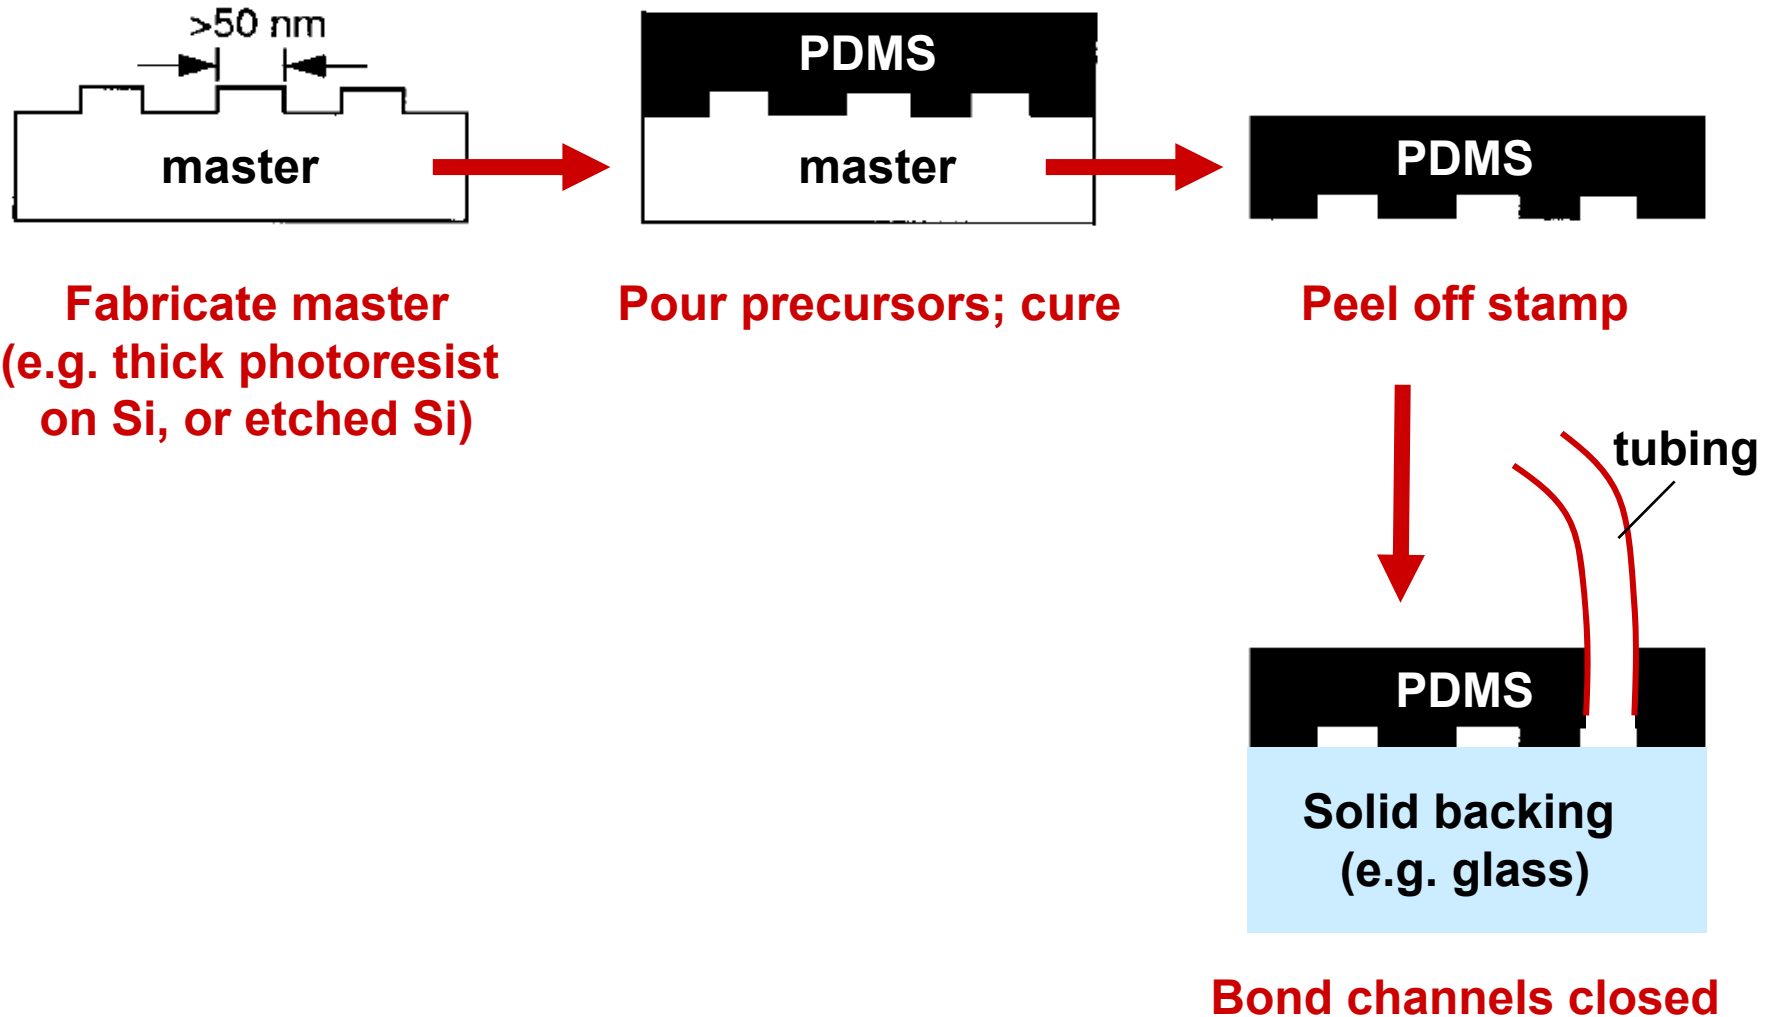 >50 nm
master
Fabricate master
(e.g. thick photoresist
on Si, or etched Si)
PDMS
master
Pour precursors; cure
PDMS
Peel off stamp
tubing
PDMS
Solid backing
(e.g. glass)
Bond channels closed